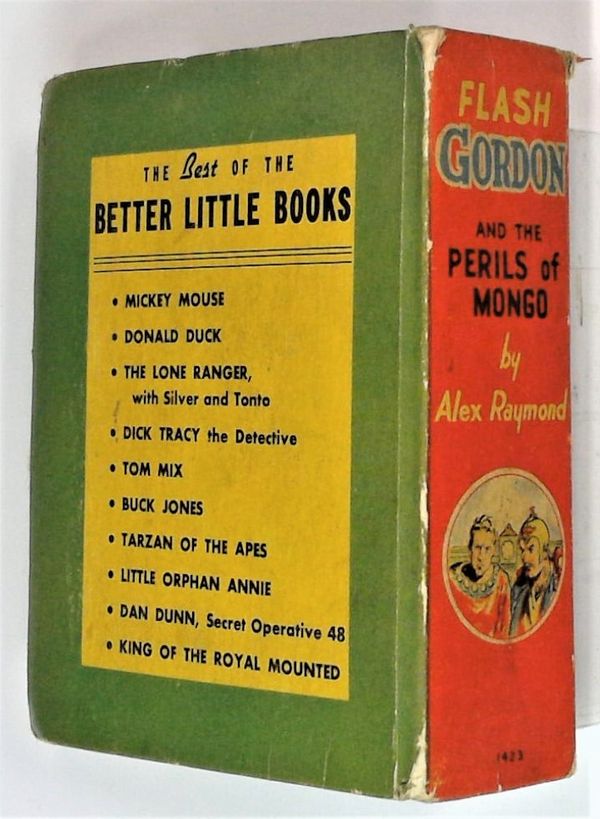 THE Best OF THE
BETTER LITTLE BOOKS
• MICKEY MOUSE
• DONALD DUCK
• THE LONE RANGER,
with Silver and Tonto
• DICK TRACY the Detective
• TOM MIX
• BUCK JONES
• TARZAN OF THE APES
• LITTLE ORPHAN ANNIE
• DAN DUNN, Secret Operative 48
• KING OF THE ROYAL MOUNTED
FLASH
GORDON
AND THE
PERILS of
MONGO
by
Alex Raymond
1423